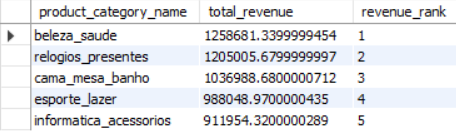 product_category_name total_revenue revenue_rank
beleza_saude 1258681.3399999454 1
relogios_presentes 1205005.6799999997 2
cama_mesa_banho 1036988.6800000712 3
esporte_lazer 988048.9700000435 4
informatica_acessorios 911954.3200000289 5